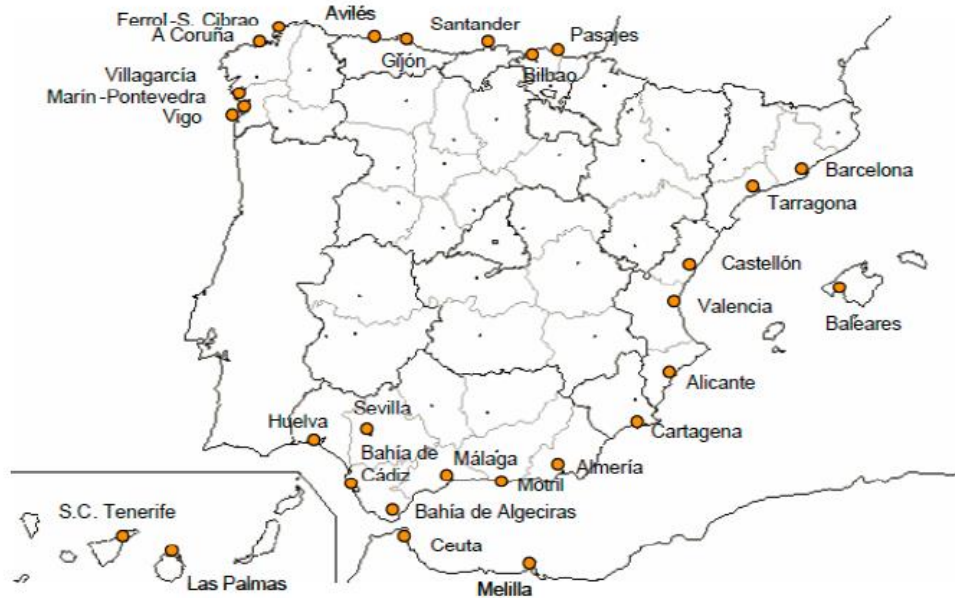 Ferrol-S. Cibrao
A Coruña
Avilés
Gijón
Santander
Bilbao
Pasajes
Villagarcía
Marín-Pontevedra
Vigo
Barcelona
Tarragona
Castellón
Valencia
Baleares
Alicante
Cartagena
Huelva
Sevilla
Bahía de
Cádiz
Málaga
Motril
Almería
Bahía de Algeciras
Ceuta
Melilla
S.C. Tenerife
Las Palmas